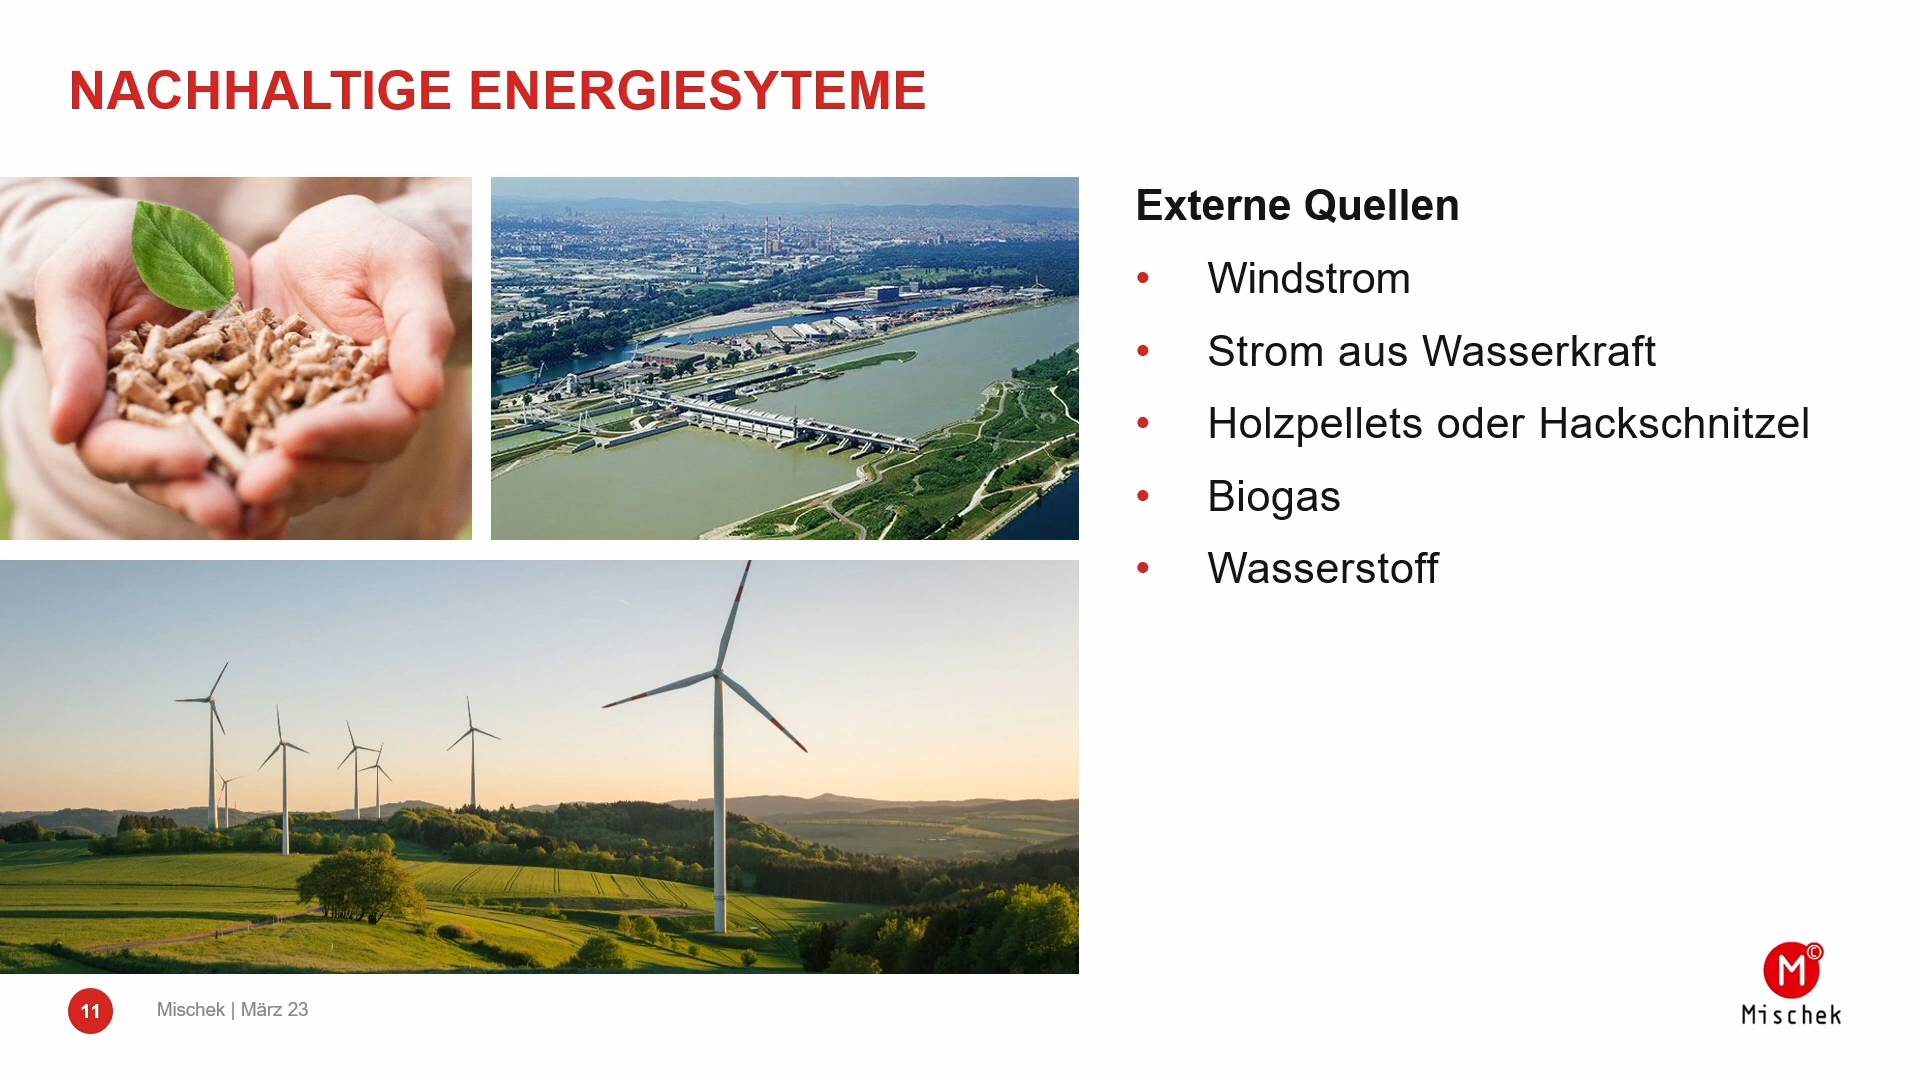 NACHHALTIGE ENERGIESYTEME
Externe Quellen
• Windstrom
• Strom aus Wasserkraft
• Holzpellets oder Hackschnitzel
• Biogas
• Wasserstoff
11
Mischek | März 23
M©
Mischek